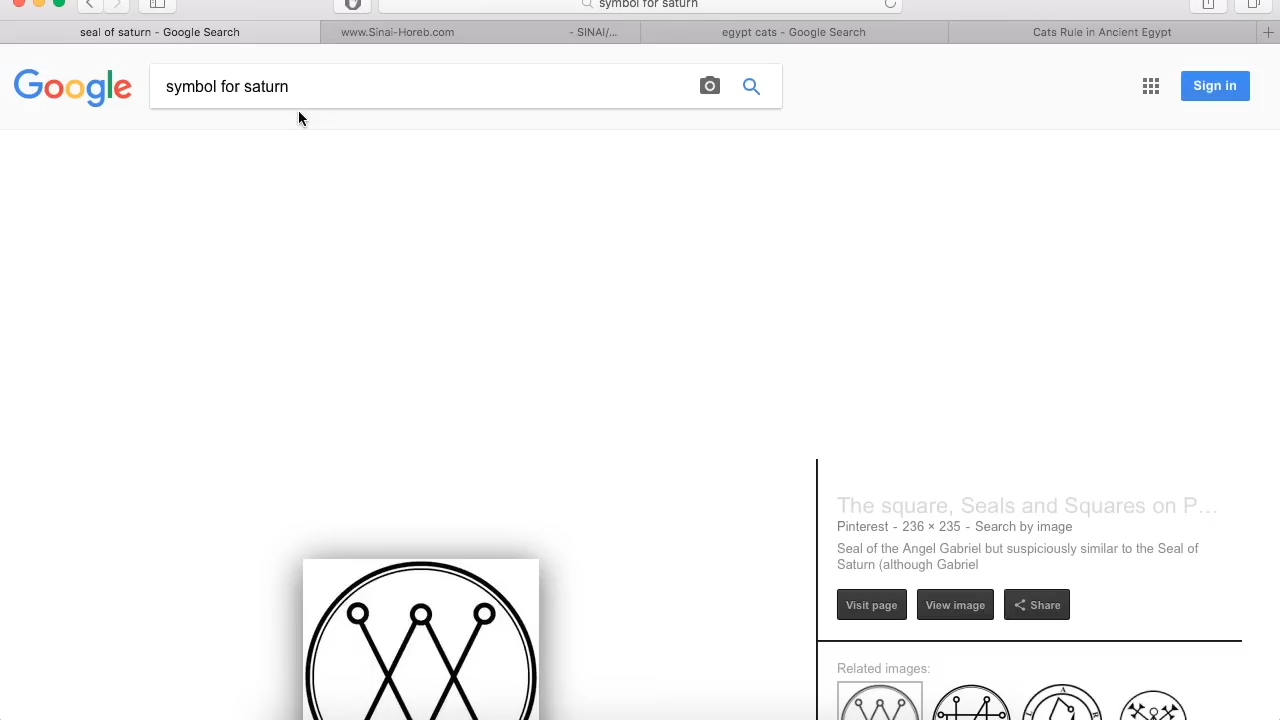 symbol for saturn
seal of saturn - Google Search
www.Sinai-Horeb.com - SINAI/...
egypt cats - Google Search
Cats Rule in Ancient Egypt
Google
symbol for saturn
Sign in
The square, Seals and Squares on P...
Pinterest - 236 × 235 - Search by image
Seal of the Angel Gabriel but suspiciously similar to the Seal of
Saturn (although Gabriel
Visit page
View image
Share
Related images: